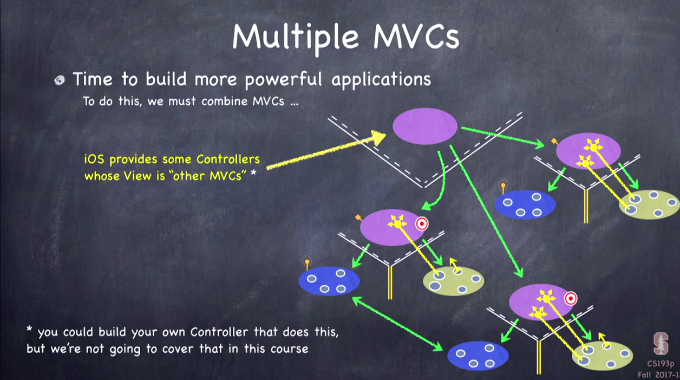 Multiple MVCs
Time to build more powerful applications
To do this, we must combine MVCs ...
iOS provides some Controllers
whose View is “other MVCs” *
* you could build your own Controller that does this,
but we’re not going to cover that in this course
CS193p
Fall 2017-1